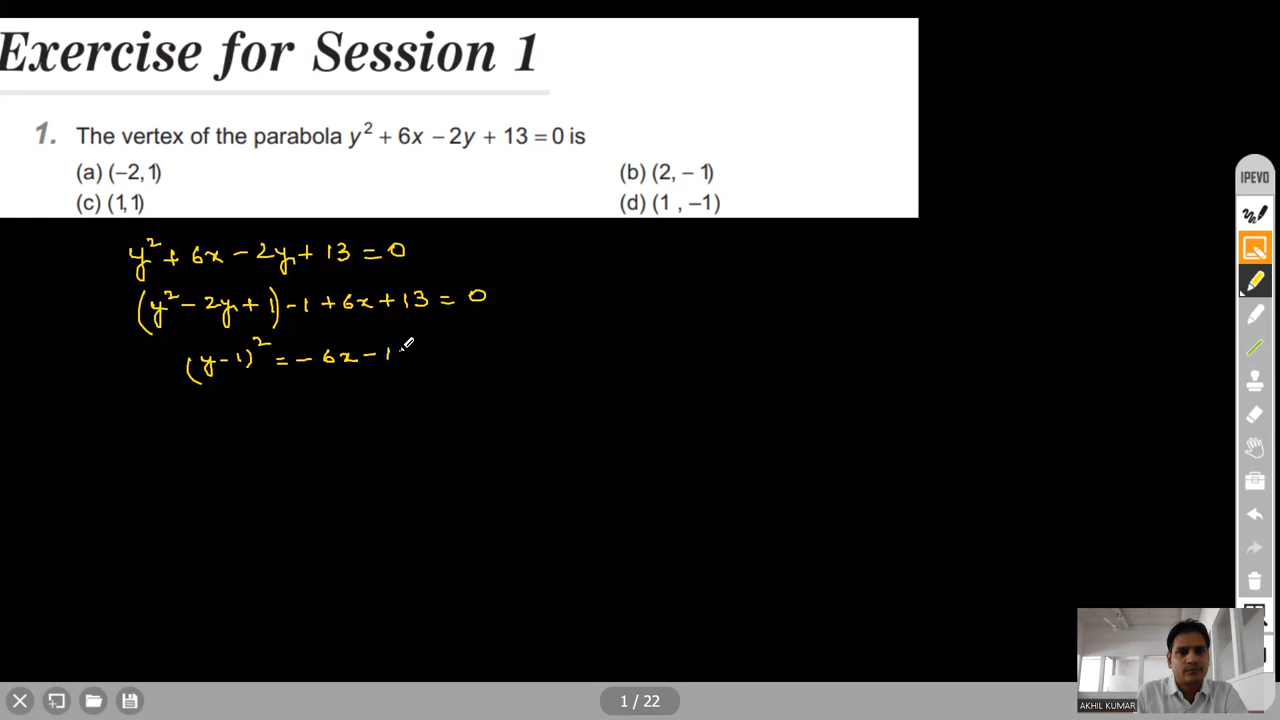 Exercise for Session 1
1. The vertex of the parabola y² + 6x − 2y + 13 = 0 is
(a) (−2, 1) (b) (2, − 1)
(c) (1, 1) (d) (1 , −1)
y² + 6x − 2y + 13 = 0
(y² − 2y + 1) − 1 + 6x + 13 = 0
(y − 1)² = − 6x − 1
IPEVO
AKHIL KUMAR
1 / 22